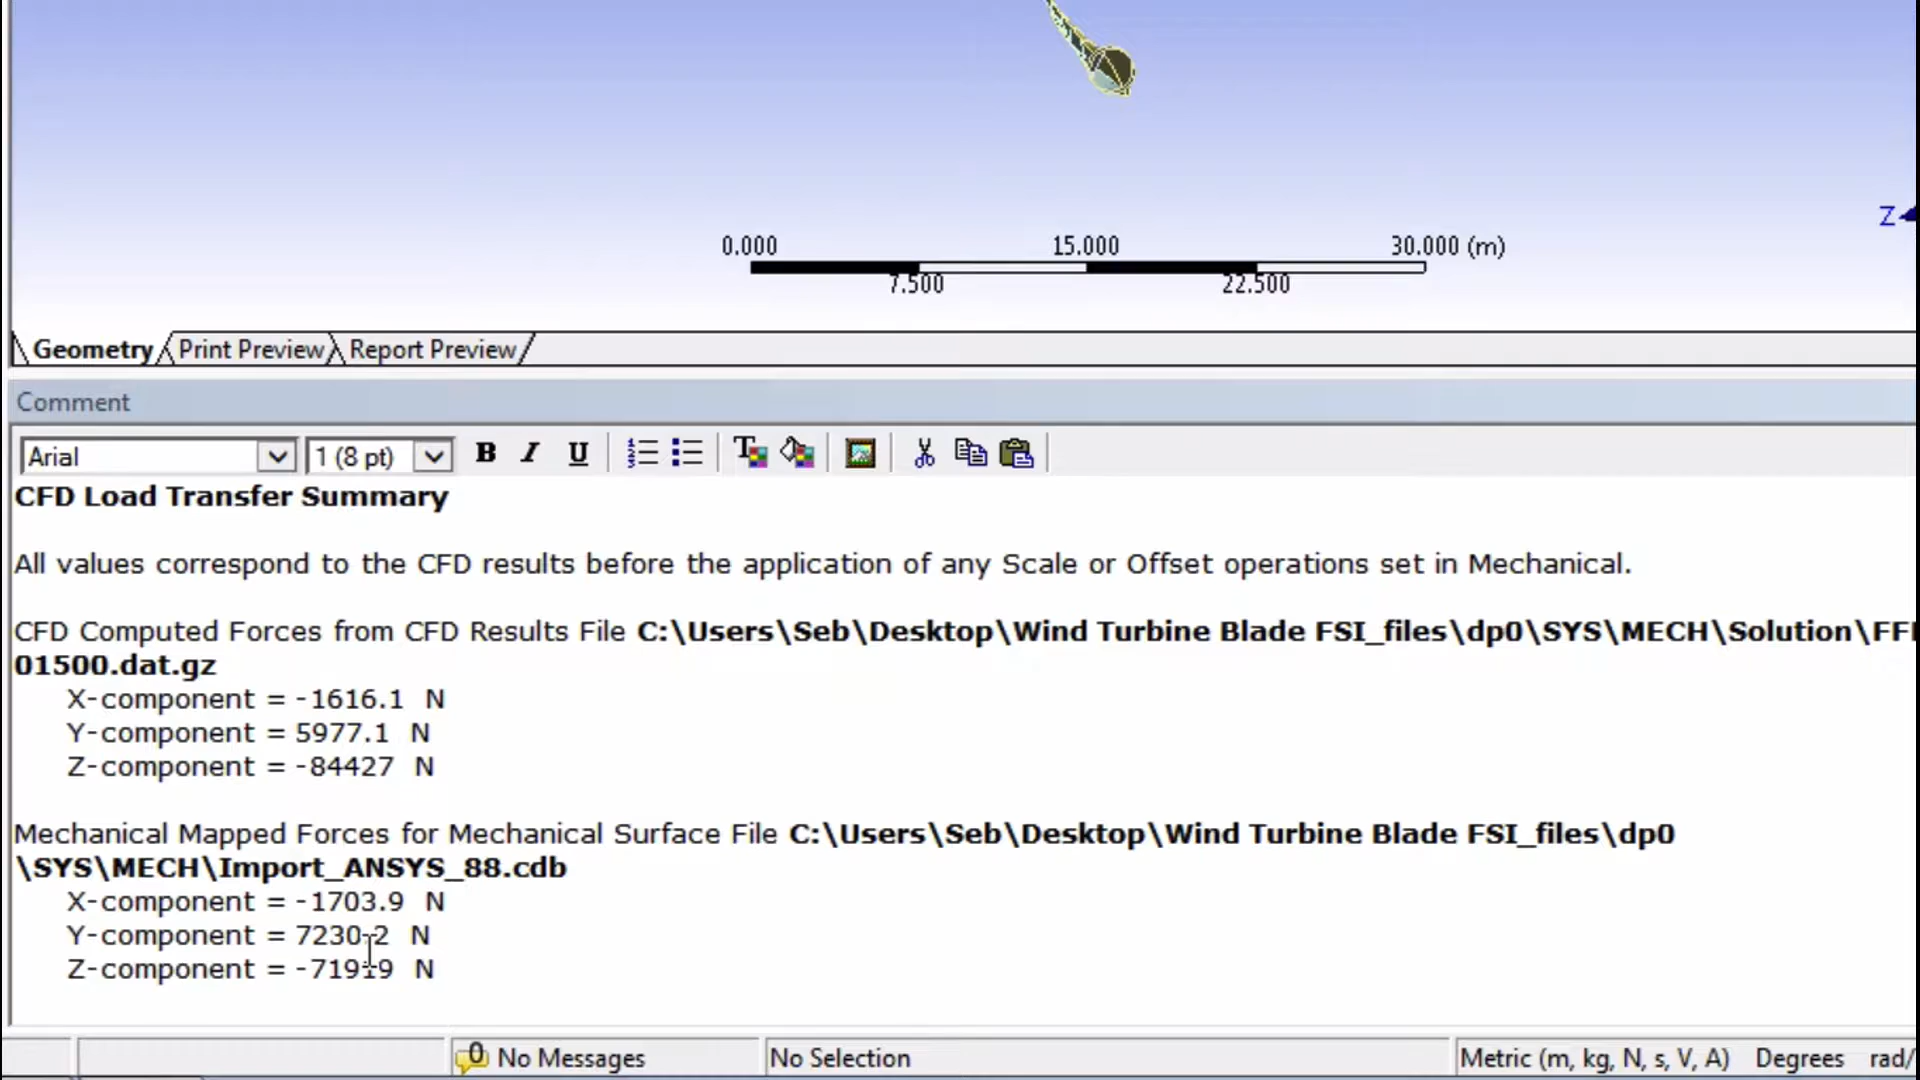 Z
0.000 15.000 30.000 (m)
7.500 22.500
Geometry Print Preview Report Preview
Comment
Arial 1 (8 pt) B I U
CFD Load Transfer Summary
All values correspond to the CFD results before the application of any Scale or Offset operations set in Mechanical.
CFD Computed Forces from CFD Results File C:\Users\Seb\Desktop\Wind Turbine Blade FSI_files\dp0\SYS\MECH\Solution\FF
01500.dat.gz
X-component = -1616.1 N
Y-component = 5977.1 N
Z-component = -84427 N
Mechanical Mapped Forces for Mechanical Surface File C:\Users\Seb\Desktop\Wind Turbine Blade FSI_files\dp0
\SYS\MECH\Import_ANSYS_88.cdb
X-component = -1703.9 N
Y-component = 7230.2 N
Z-component = -71919 N
0 No Messages No Selection Metric (m, kg, N, s, V, A) Degrees rad/